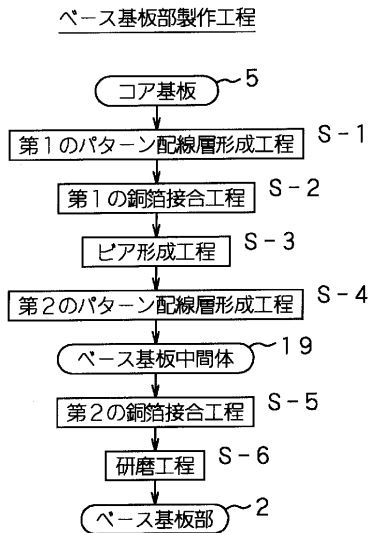 ベース基板部製作工程
コア基板 5
第1のパターン配線層形成工程 S-1
第1の銅箔接合工程 S-2
ビア形成工程 S-3
第2のパターン配線層形成工程 S-4
ベース基板中間体 19
第2の銅箔接合工程 S-5
研磨工程 S-6
ベース基板部 2